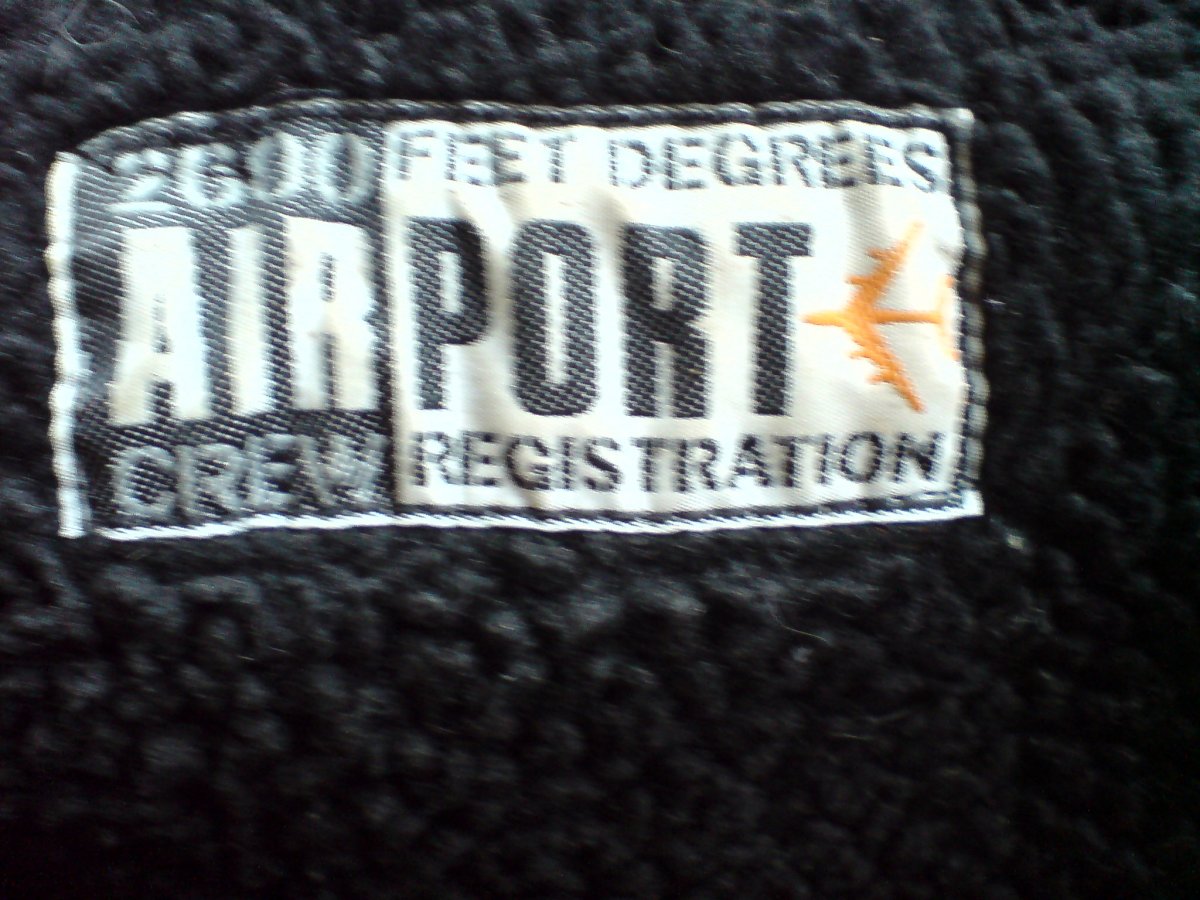 2600 FEET DEGREES
AIRPORT
CREW REGISTRATION